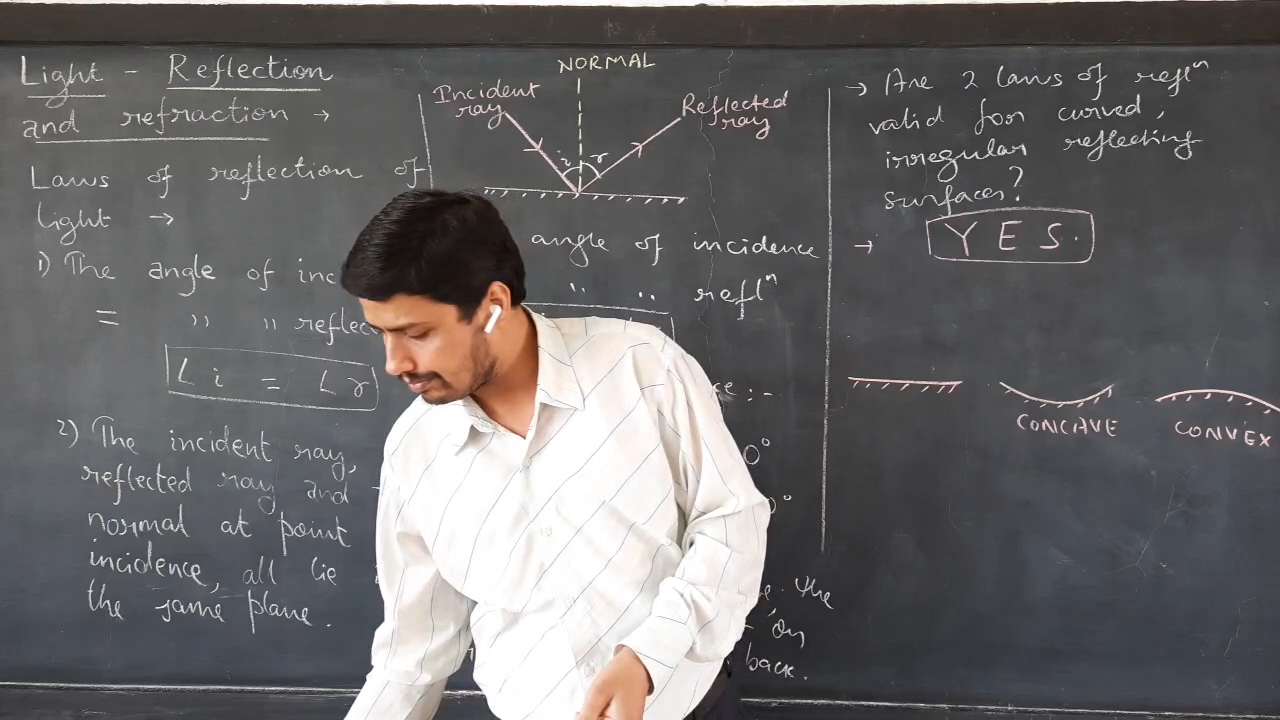 Light - Reflection
and refraction →
Laws of reflection of
light →
1) The angle of inc
= ,, ,, reflec
∠i = ∠r
2) The incident ray,
reflected ray and
normal at point
incidence, all lie
the same plane.
NORMAL
Incident
ray
Reflected
ray
i r
angle of incidence
" " reflⁿ
ce :-
0°
0°
the
on
back.
→ Are 2 laws of reflⁿ
valid for curved,
irregular reflecting
surfaces?
→ YES.
CONCAVE CONVEX